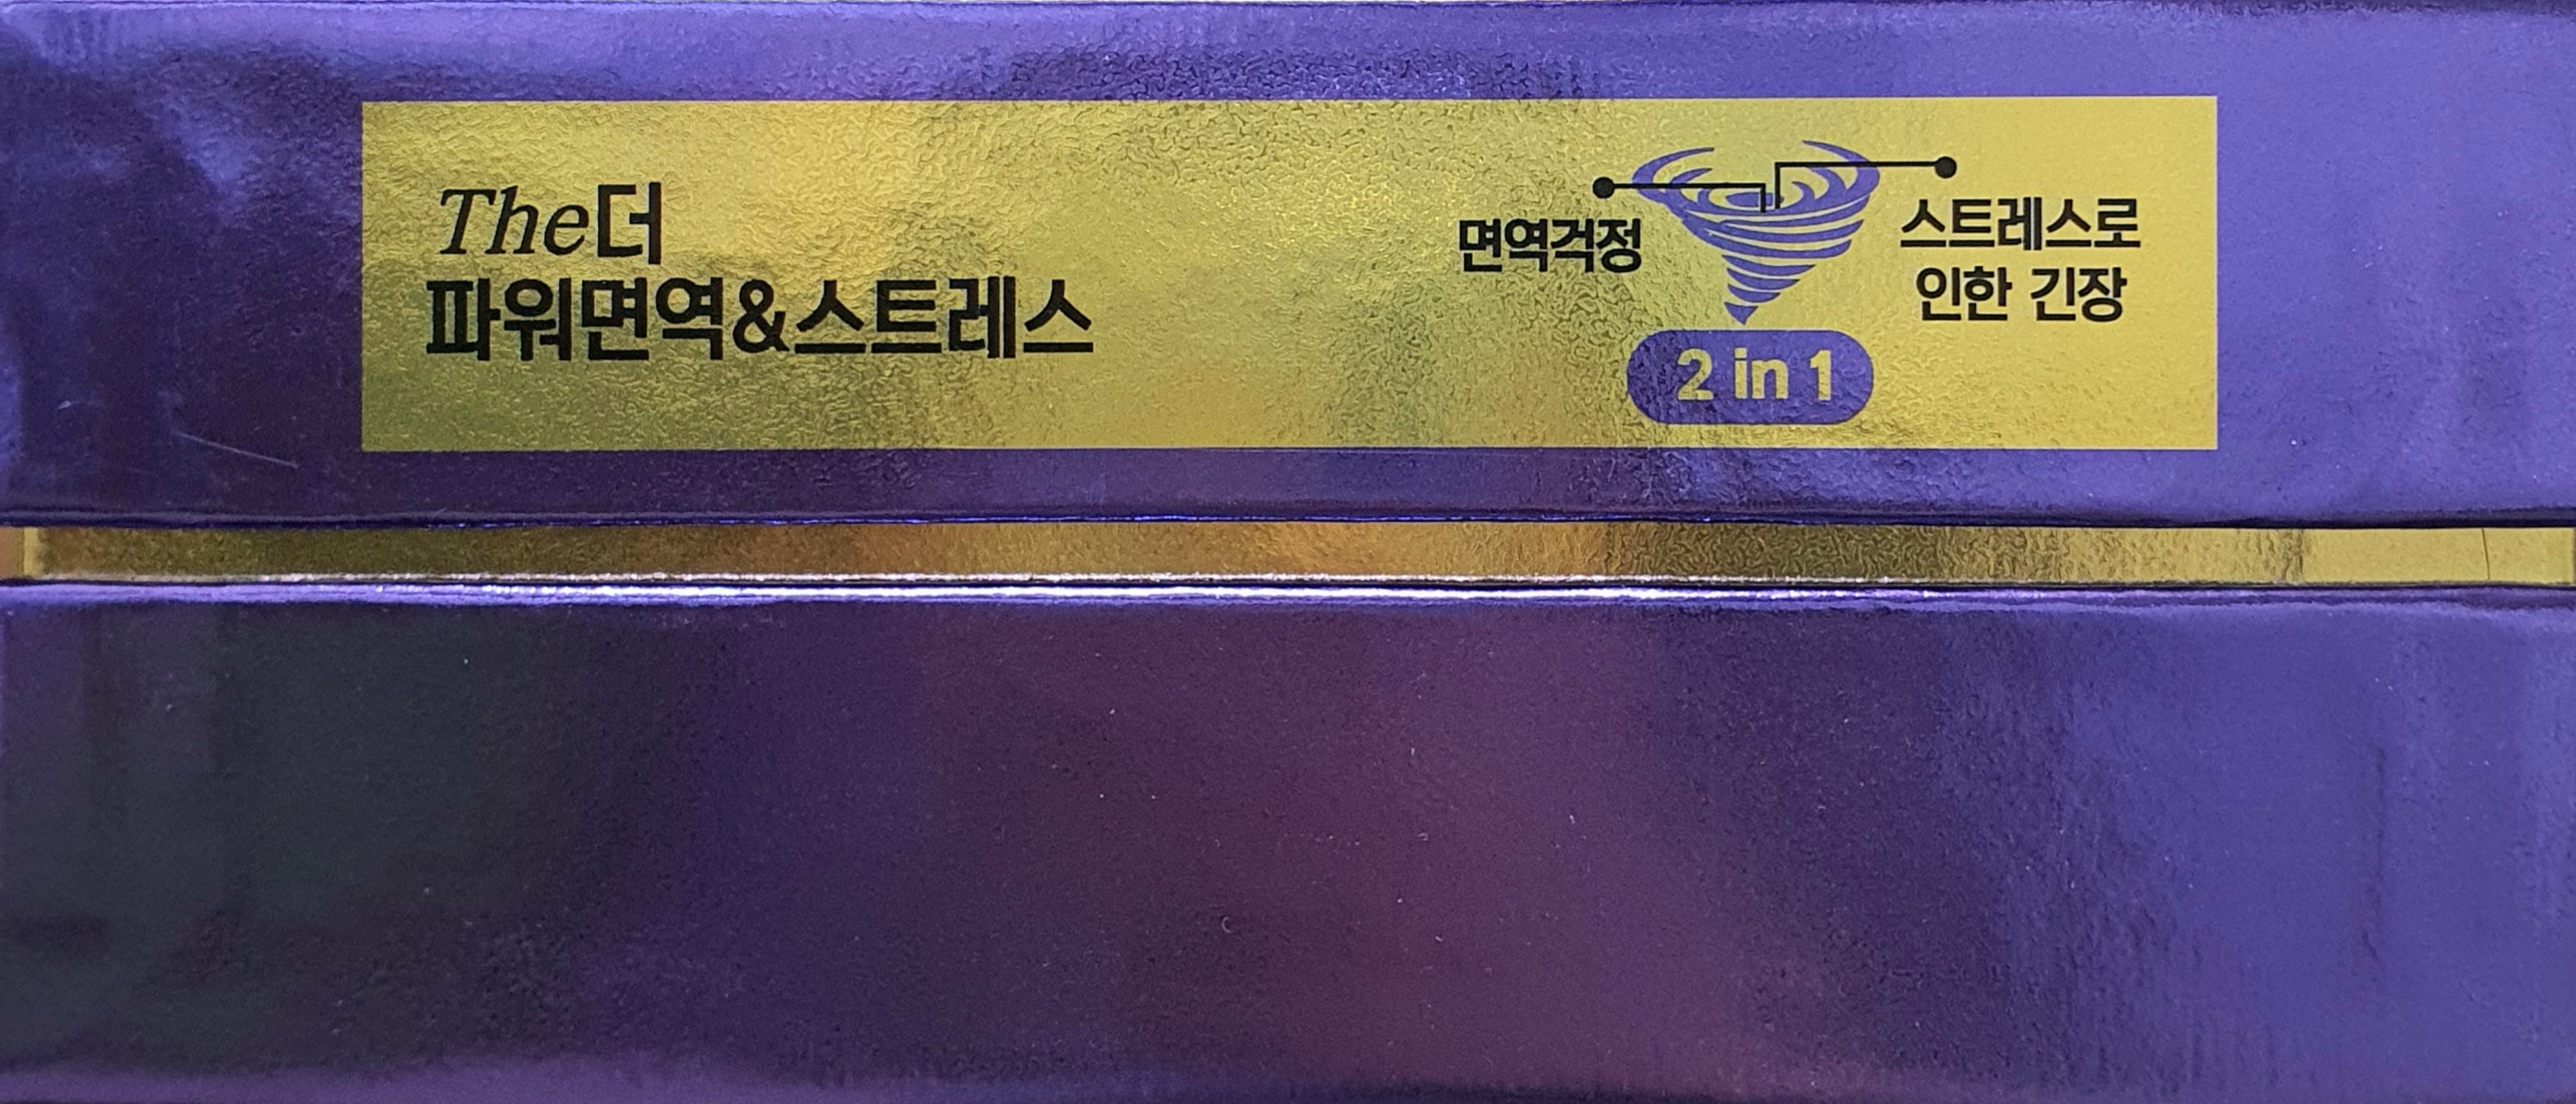 The더
파워면역&스트레스
면역걱정
스트레스로
인한 긴장
2 in 1